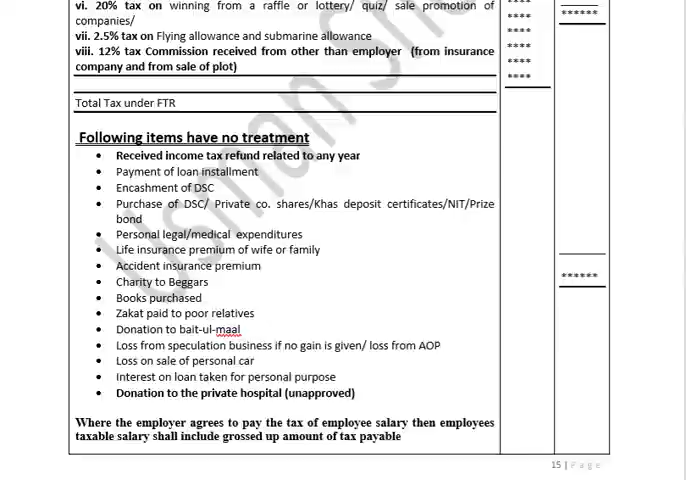 vi. 20% tax on winning from a raffle or lottery/ quiz/ sale promotion of
companies/
vii. 2.5% tax on Flying allowance and submarine allowance
viii. 12% tax Commission received from other than employer (from insurance
company and from sale of plot)
****
****
****
****
****
****
******
Total Tax under FTR
Following items have no treatment
• Received income tax refund related to any year
• Payment of loan installment
• Encashment of DSC
• Purchase of DSC/ Private co. shares/Khas deposit certificates/NIT/Prize
bond
• Personal legal/medical expenditures
• Life insurance premium of wife or family
• Accident insurance premium
• Charity to Beggars
• Books purchased
• Zakat paid to poor relatives
• Donation to bait-ul-maal
• Loss from speculation business if no gain is given/ loss from AOP
• Loss on sale of personal car
• Interest on loan taken for personal purpose
• Donation to the private hospital (unapproved)
******
Where the employer agrees to pay the tax of employee salary then employees
taxable salary shall include grossed up amount of tax payable
15 | Page
Usman